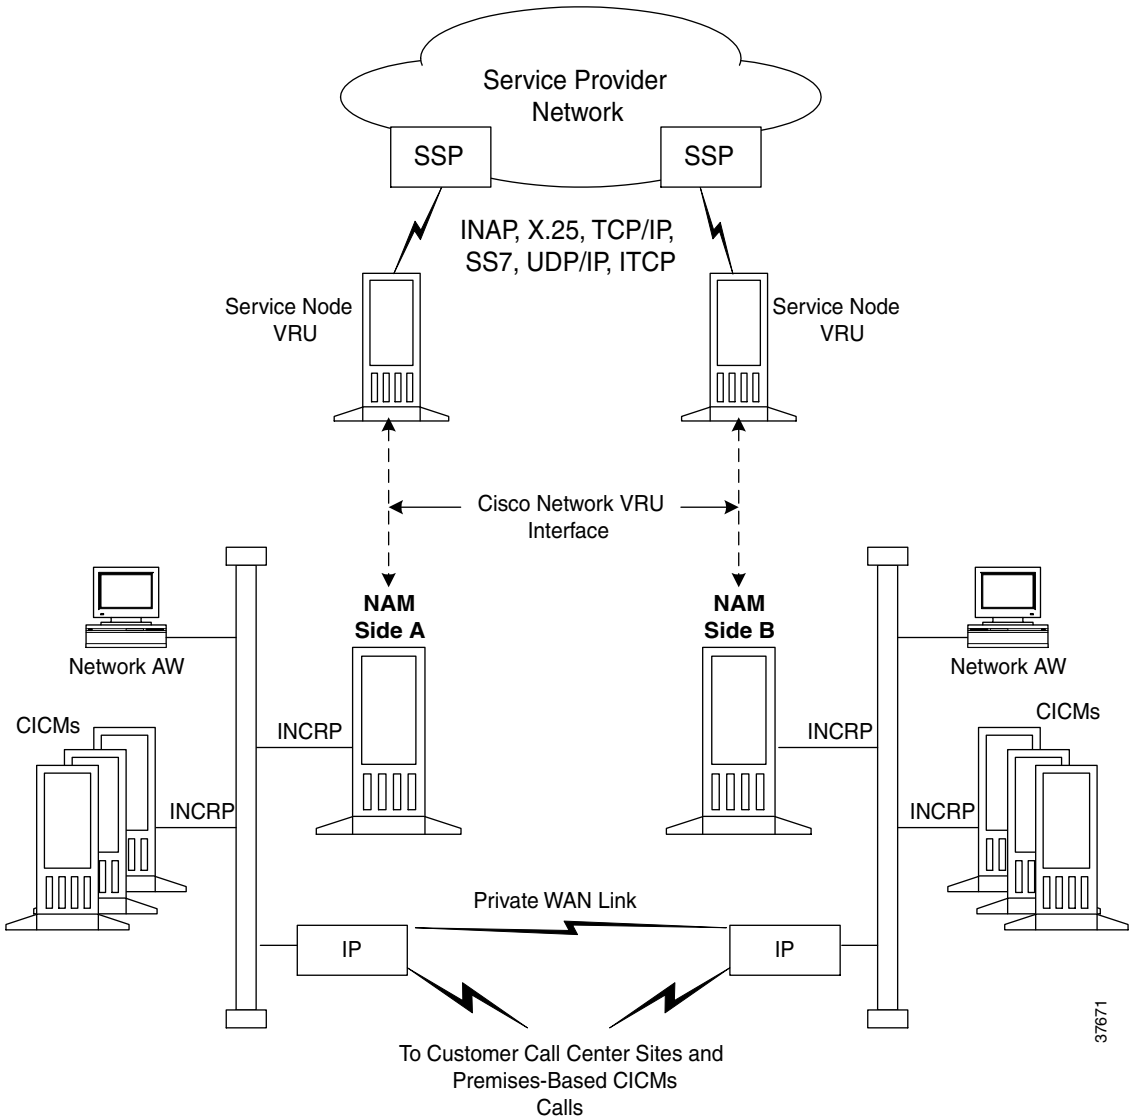 Service Provider
Network
SSP
SSP
INAP, X.25, TCP/IP,
SS7, UDP/IP, ITCP
Service Node
VRU
Service Node
VRU
Cisco Network VRU
Interface
NAM
Side A
NAM
Side B
Network AW
Network AW
CICMs
CICMs
INCRP
INCRP
INCRP
INCRP
Private WAN Link
IP
IP
To Customer Call Center Sites and
Premises-Based CICMs
Calls
37671